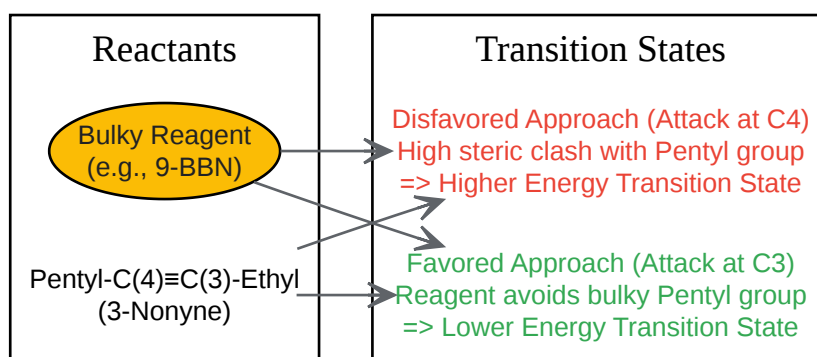 Reactants
Bulky Reagent
(e.g., 9-BBN)
Pentyl-C(4)≡C(3)-Ethyl
(3-Nonyne)
Transition States
Disfavored Approach (Attack at C4)
High steric clash with Pentyl group
=> Higher Energy Transition State
Favored Approach (Attack at C3)
Reagent avoids bulky Pentyl group
=> Lower Energy Transition State